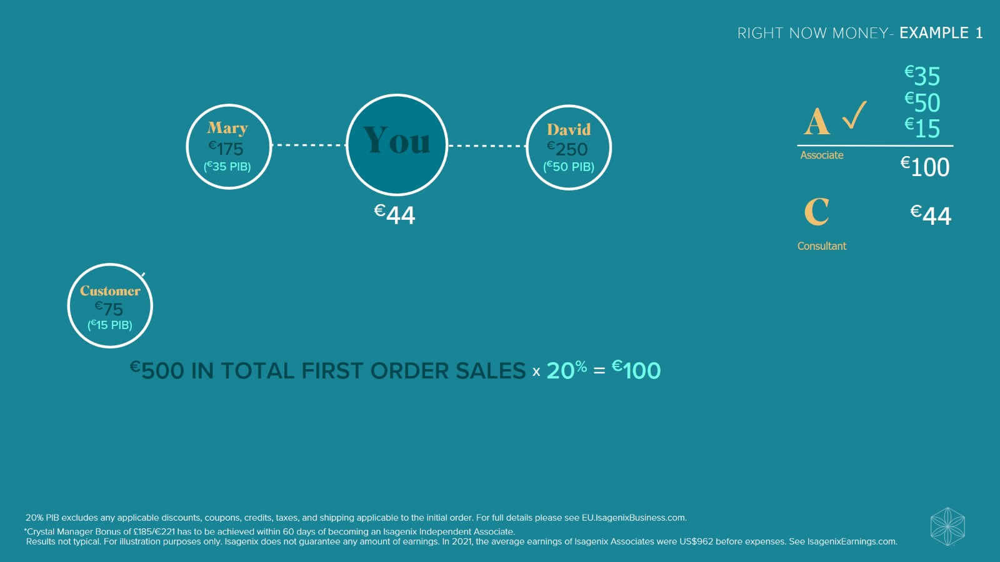 RIGHT NOW MONEY- EXAMPLE 1
Mary
€175
(€35 PIB)
You
€44
David
€250
(€50 PIB)
A ✓
Associate
€35
€50
€15
€100
C
€44
Consultant
Customer
€75
(€15 PIB)
€500 IN TOTAL FIRST ORDER SALES x 20% = €100
20% PIB excludes any applicable discounts, coupons, credits, taxes, and shipping applicable to the initial order. For full details please see EU.IsagenixBusiness.com.
*Crystal Manager Bonus of £185/€221 has to be achieved within 60 days of becoming an Isagenix Independent Associate.
Results not typical. For illustration purposes only. Isagenix does not guarantee any amount of earnings. In 2021, the average earnings of Isagenix Associates were US$962 before expenses. See IsagenixEarnings.com.